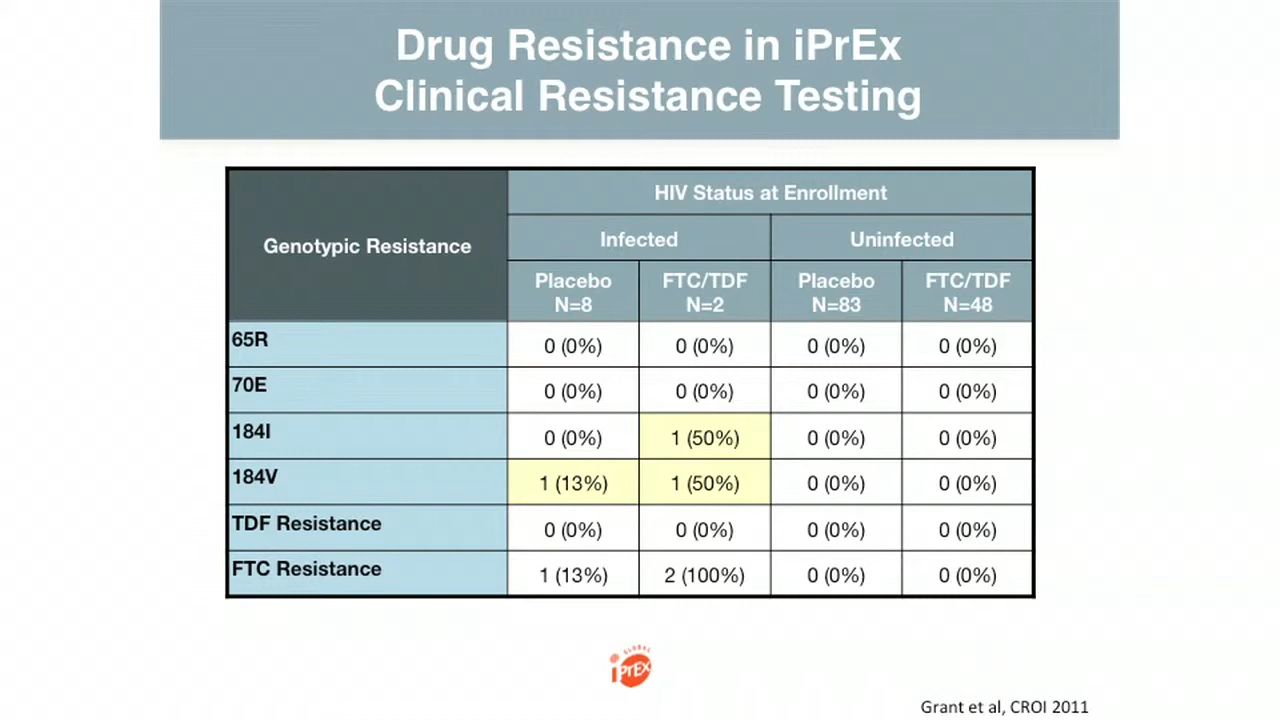 Drug Resistance in iPrEx
Clinical Resistance Testing
Genotypic Resistance
HIV Status at Enrollment
Infected
Uninfected
Placebo
N=8
FTC/TDF
N=2
Placebo
N=83
FTC/TDF
N=48
65R 0 (0%) 0 (0%) 0 (0%) 0 (0%)
70E 0 (0%) 0 (0%) 0 (0%) 0 (0%)
184I 0 (0%) 1 (50%) 0 (0%) 0 (0%)
184V 1 (13%) 1 (50%) 0 (0%) 0 (0%)
TDF Resistance 0 (0%) 0 (0%) 0 (0%) 0 (0%)
FTC Resistance 1 (13%) 2 (100%) 0 (0%) 0 (0%)
GLOBAL
iPrEx
Grant et al, CROI 2011